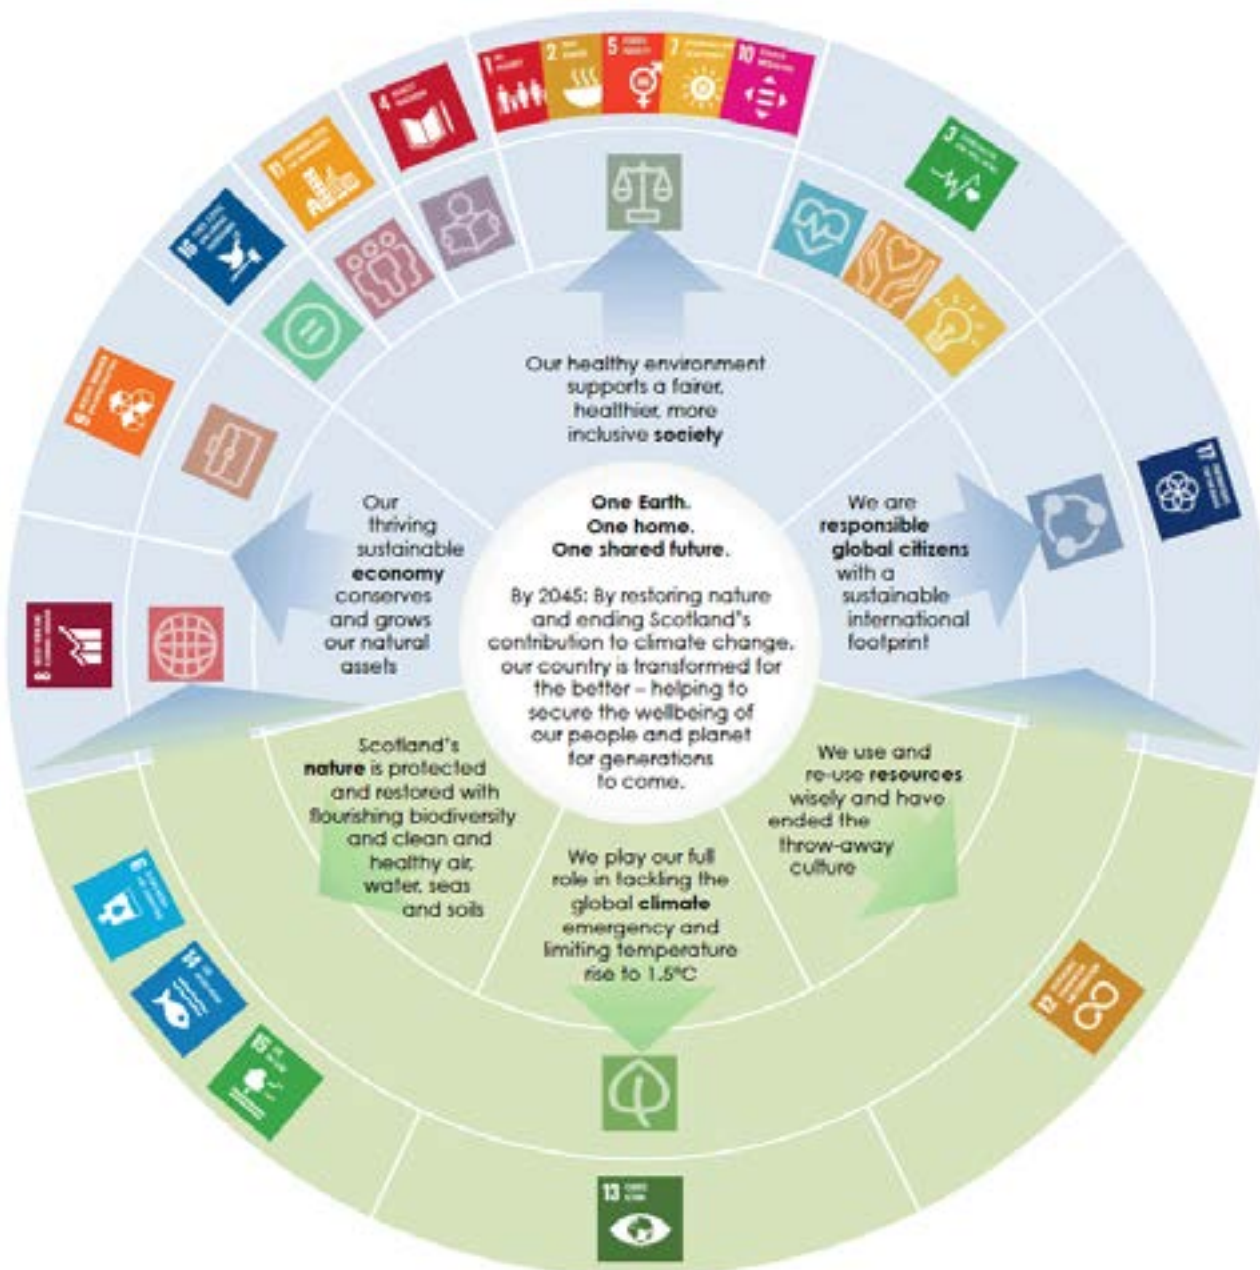 1
2
5
7
10
4
3
11
16
9
17
8
Our healthy environment
supports a fairer,
healthier, more
inclusive society
Our
thriving
sustainable
economy
conserves
and grows
our natural
assets
One Earth.
One home.
One shared future.
By 2045: By restoring nature
and ending Scotland's
contribution to climate change,
our country is transformed for
the better – helping to
secure the wellbeing of
our people and planet
for generations
to come.
We are
responsible
global citizens
with a
sustainable
international
footprint
Scotland's
nature is protected
and restored with
flourishing biodiversity
and clean and
healthy air,
water, seas
and soils
We play our full
role in tackling the
global climate
emergency and
limiting temperature
rise to 1.5ºC
We use and
re-use resources
wisely and have
ended the
throw-away
culture
6
14
15
12
13